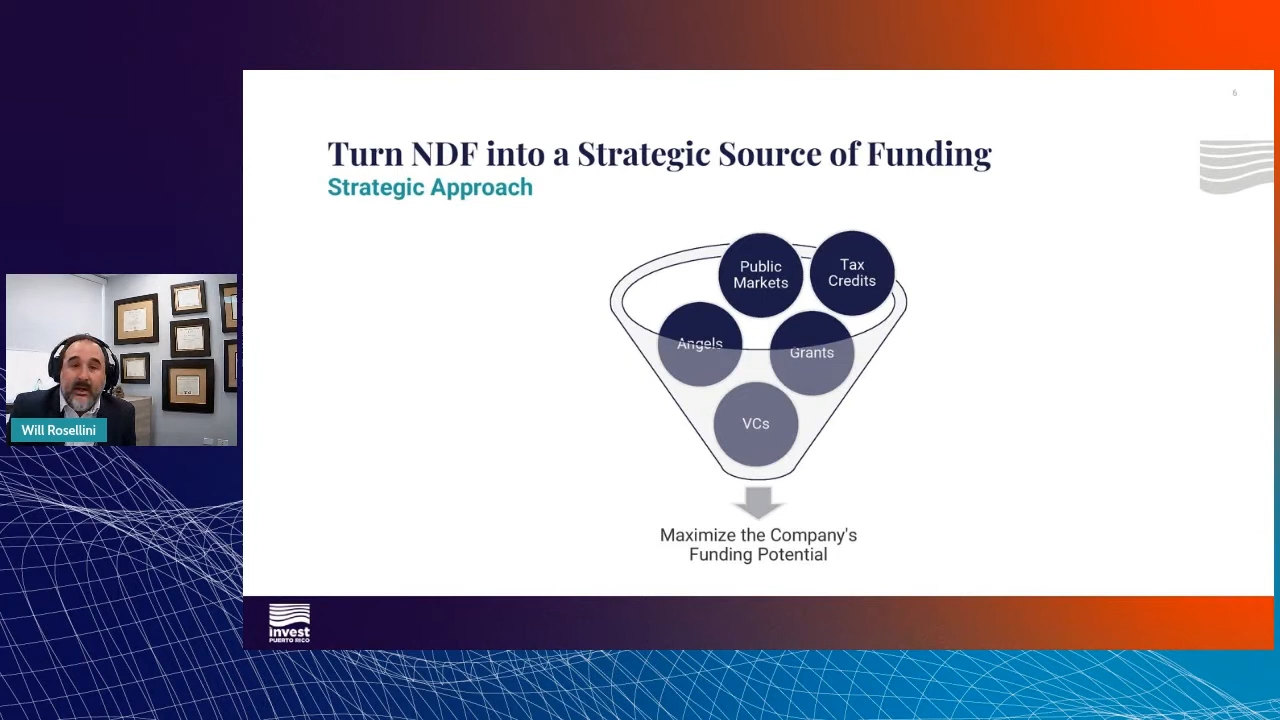 6
Turn NDF into a Strategic Source of Funding
Strategic Approach
Public
Markets
Tax
Credits
Angels
Grants
VCs
Maximize the Company's
Funding Potential
Will Rosellini
invest
PUERTO RICO